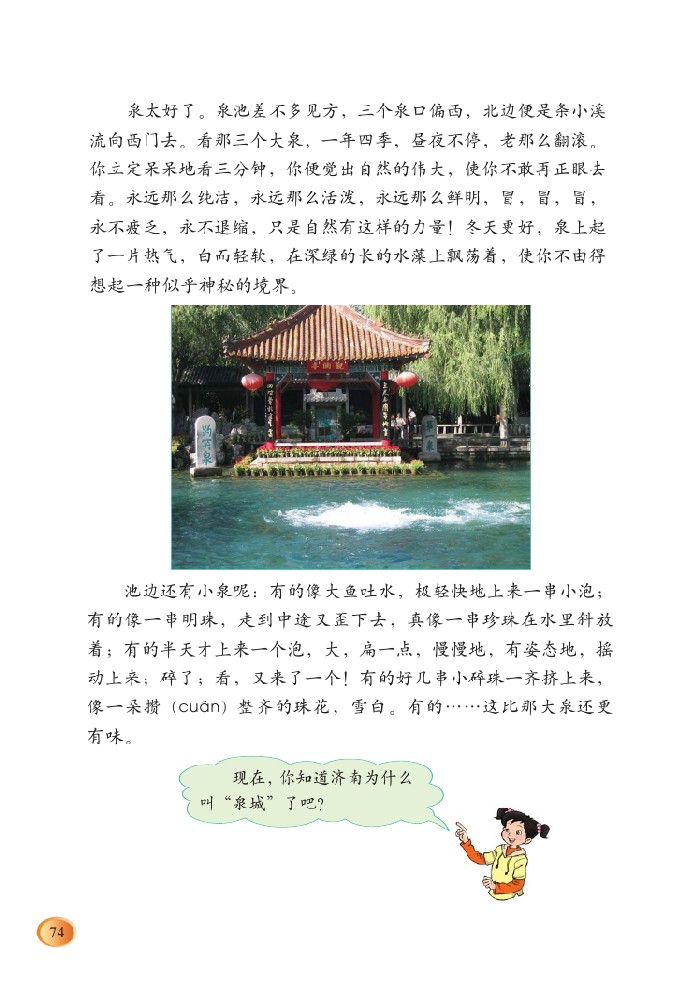 泉太好了。泉池差不多见方，三个泉口偏西，北边便是条小溪
流向西门去。看那三个大泉，一年四季，昼夜不停，老那么翻滚。
你立定呆呆地看三分钟，你便觉出自然的伟大，使你不敢再正眼去
看。永远那么纯洁，永远那么活泼，永远那么鲜明，冒，冒，冒，
永不疲乏，永不退缩，只是自然有这样的力量！冬天更好，泉上起
了一片热气，白而轻软，在深绿的长的水藻上飘荡着，使你不由得
想起一种似乎神秘的境界。
趵突泉
池边还有小泉呢：有的像大鱼吐水，极轻快地上来一串小泡；
有的像一串明珠，走到中途又歪下去，真像一串珍珠在水里斜放
着；有的半天才上来一个泡，大，扁一点，慢慢地，有姿态地，摇
动上来；碎了；看，又来了一个！有的好几串小碎珠一齐挤上来，
像一朵攒（cuán）整齐的珠花，雪白。有的……这比那大泉还更
有味。
现在，你知道济南为什么
叫“泉城”了吧？
74